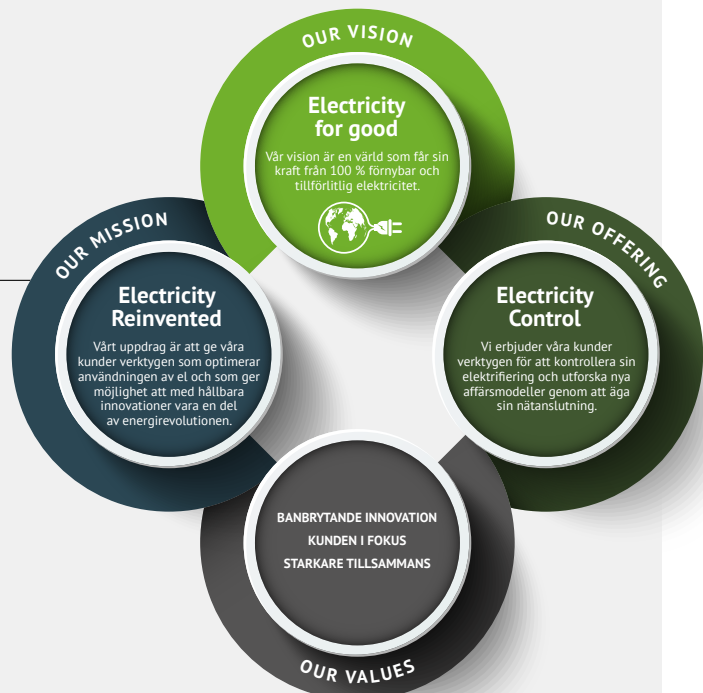 OUR VISION
Electricity
for good
Vår vision är en värld som får sin
kraft från 100 % förnybar och
tillförlitlig elektricitet.
OUR MISSION
Electricity
Reinvented
Vårt uppdrag är att ge våra
kunder verktygen som optimerar
användningen av el och som ger
möjlighet att med hållbara
innovationer vara en del
av energirevolutionen.
OUR OFFERING
Electricity
Control
Vi erbjuder våra kunder
verktygen för att kontrollera sin
elektrifiering och utforska nya
affärsmodeller genom att äga
sin nätanslutning.
BANBRYTANDE INNOVATION
KUNDEN I FOKUS
STARKARE TILLSAMMANS
OUR VALUES